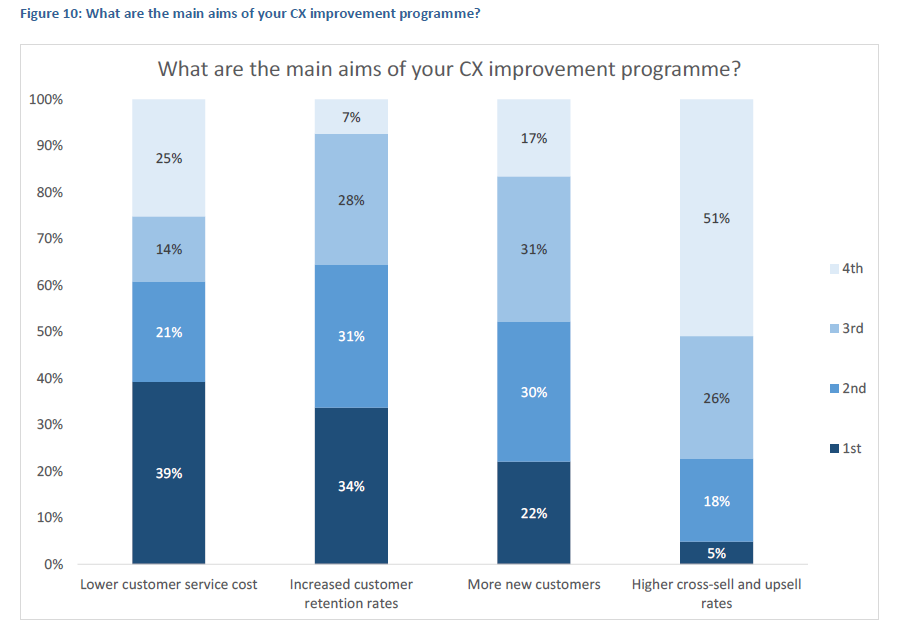 Figure 10: What are the main aims of your CX improvement programme?
What are the main aims of your CX improvement programme?
100%
90%
80%
70%
60%
50%
40%
30%
20%
10%
0%
25%
14%
21%
39%
7%
28%
31%
34%
17%
31%
30%
22%
51%
26%
18%
5%
Lower customer service cost
Increased customer
retention rates
More new customers
Higher cross-sell and upsell
rates
4th
3rd
2nd
1st